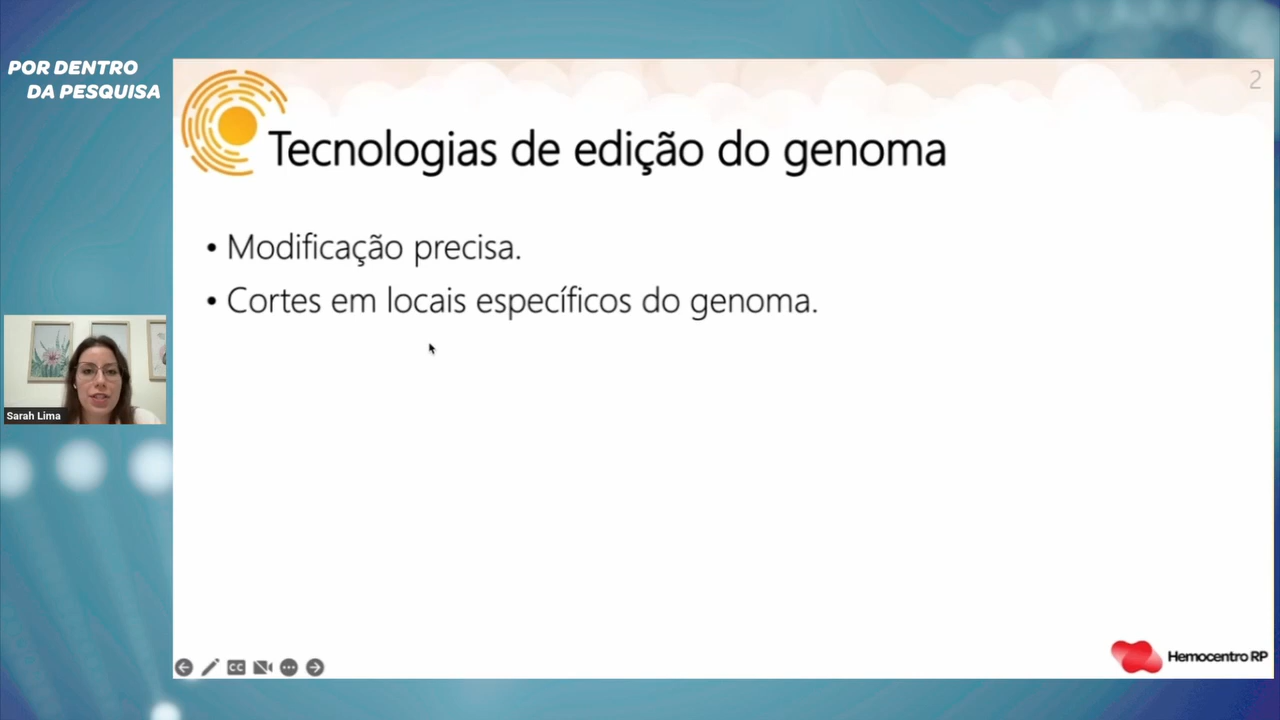 POR DENTRO
DA PESQUISA
2
Tecnologias de edição do genoma
• Modificação precisa.
• Cortes em locais específicos do genoma.
Sarah Lima
CC
Hemocentro RP